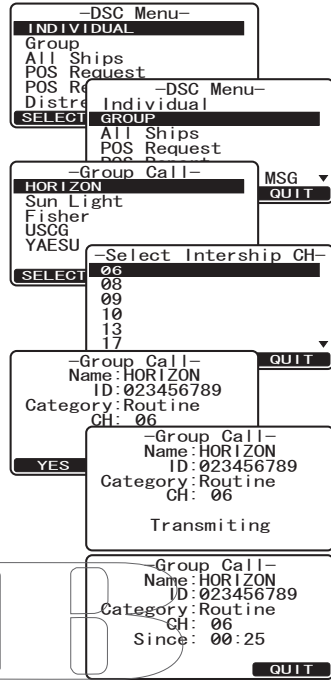 -DSC Menu-
INDIVIDUAL
Group
All Ships
POS Request
POS Re
Distre
SELECT
-DSC Menu-
Individual
GROUP
All Ships
POS Request
POS Report
MSG ▼
QUIT
-Group Call-
HORIZON
Sun Light
Fisher
USCG
YAESU
SELECT
-Select Intership CH-
06
08
09
10
13
17
▼
QUIT
-Group Call-
Name:HORIZON
ID:023456789
Category:Routine
CH: 06
YES
-Group Call-
Name:HORIZON
ID:023456789
Category:Routine
CH: 06
Transmiting
-Group Call-
Name:HORIZON
ID:023456789
Category:Routine
CH: 06
Since: 00:25
QUIT